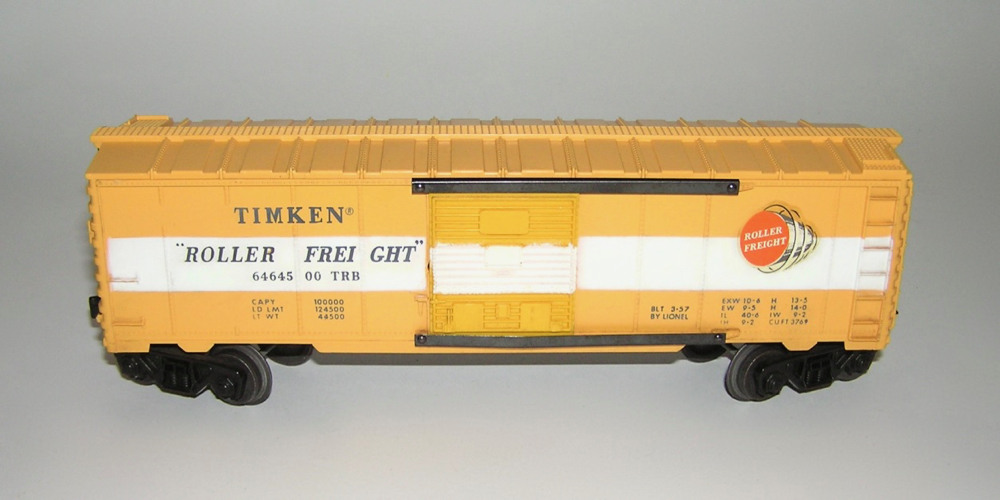 TIMKEN®
"ROLLER FREIGHT"
64645 00 TRB
CAPY 100000
LD LMT 124500
LT WT 44500
BLT 3-57
BY LIONEL
ROLLER
FREIGHT
EXW 10-6 H 13-5
EW 9-5 H 14-0
IL 40-6 IW 9-2
IH 9-2 CU FT 3769